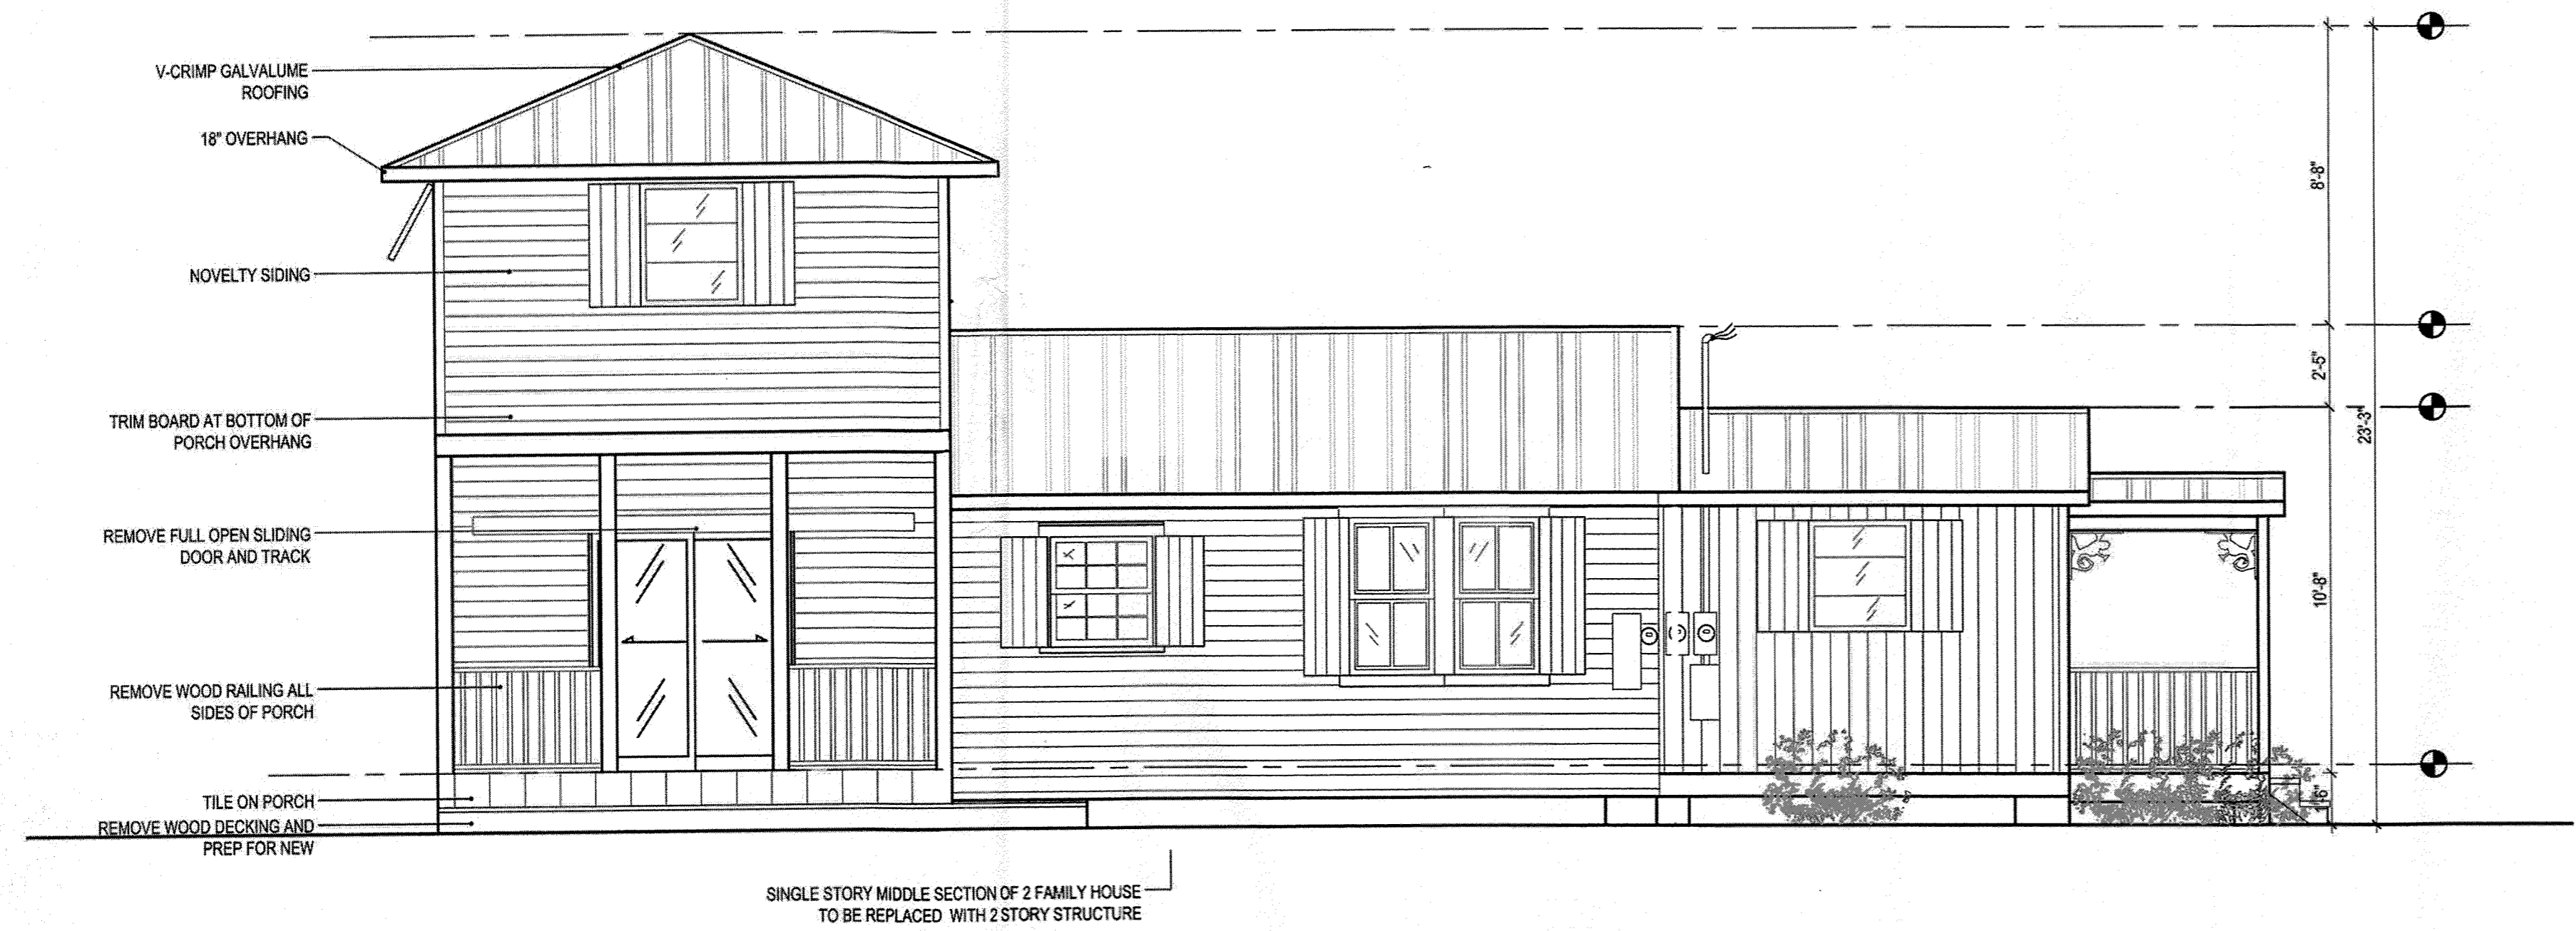 V-CRIMP GALVALUME
ROOFING
18" OVERHANG
NOVELTY SIDING
TRIM BOARD AT BOTTOM OF
PORCH OVERHANG
REMOVE FULL OPEN SLIDING
DOOR AND TRACK
REMOVE WOOD RAILING ALL
SIDES OF PORCH
TILE ON PORCH
REMOVE WOOD DECKING AND
PREP FOR NEW
SINGLE STORY MIDDLE SECTION OF 2 FAMILY HOUSE
TO BE REPLACED WITH 2 STORY STRUCTURE
8'-8"
2'-5"
23'-3"
10'-8"
1'-6"